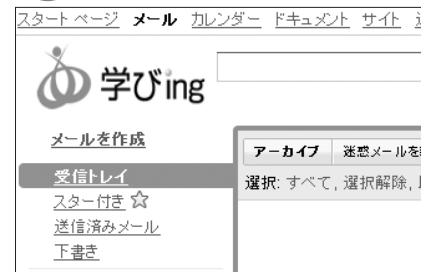 スタート ページ メール カレンダー ドキュメント サイト
学びing
メールを作成
アーカイブ 迷惑メールを
受信トレイ
選択: すべて, 選択解除,
スター付き
送信済みメール
下書き